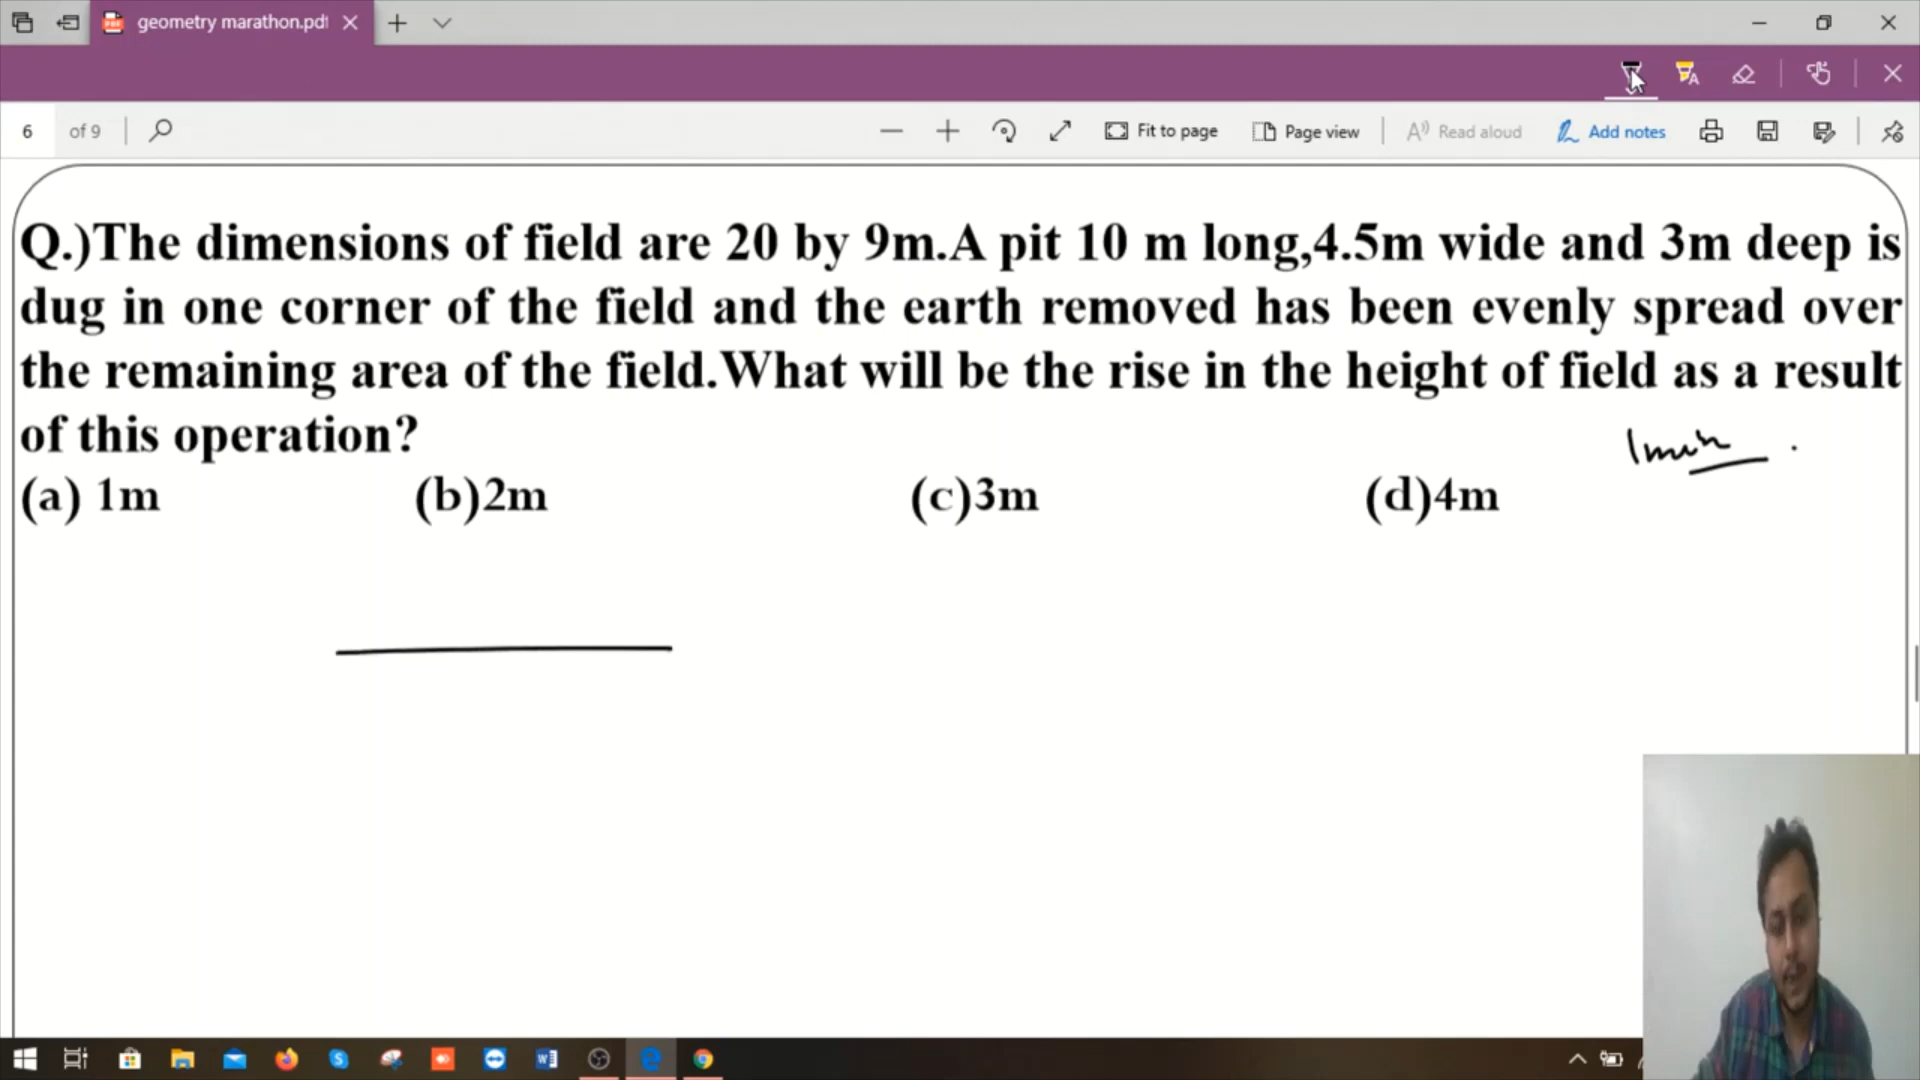 geometry marathon.pdf
6 of 9
Fit to page
Page view
Read aloud
Add notes
Q.)The dimensions of field are 20 by 9m.A pit 10 m long,4.5m wide and 3m deep is
dug in one corner of the field and the earth removed has been evenly spread over
the remaining area of the field.What will be the rise in the height of field as a result
of this operation?
1min
(a) 1m (b)2m (c)3m (d)4m